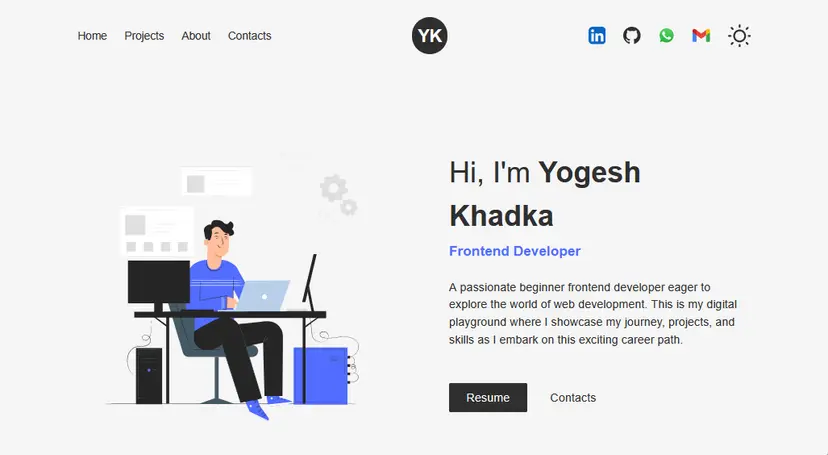 Home Projects About Contacts YK
Hi, I'm Yogesh
Khadka
Frontend Developer
A passionate beginner frontend developer eager to
explore the world of web development. This is my digital
playground where I showcase my journey, projects, and
skills as I embark on this exciting career path.
Resume Contacts